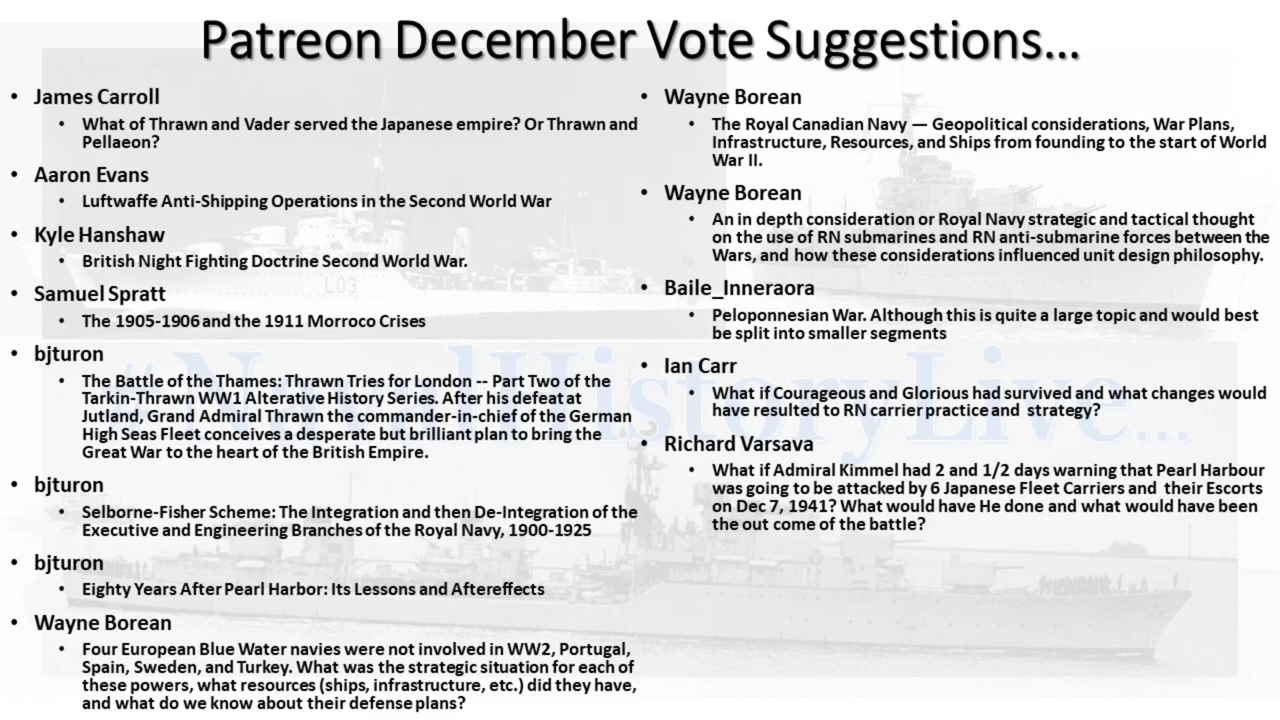 Patreon December Vote Suggestions...
• James Carroll
• What of Thrawn and Vader served the Japanese empire? Or Thrawn and
Pellaeon?
• Aaron Evans
• Luftwaffe Anti-Shipping Operations in the Second World War
• Kyle Hanshaw
• British Night Fighting Doctrine Second World War.
• Samuel Spratt
• The 1905-1906 and the 1911 Morroco Crises
• bjturon
• The Battle of the Thames: Thrawn Tries for London -- Part Two of the
Tarkin-Thrawn WW1 Alterative History Series. After his defeat at
Jutland, Grand Admiral Thrawn the commander-in-chief of the German
High Seas Fleet conceives a desperate but brilliant plan to bring the
Great War to the heart of the British Empire.
• bjturon
• Selborne-Fisher Scheme: The Integration and then De-Integration of the
Executive and Engineering Branches of the Royal Navy, 1900-1925
• bjturon
• Eighty Years After Pearl Harbor: Its Lessons and Aftereffects
• Wayne Borean
• Four European Blue Water navies were not involved in WW2, Portugal,
Spain, Sweden, and Turkey. What was the strategic situation for each of
these powers, what resources (ships, infrastructure, etc.) did they have,
and what do we know about their defense plans?
• Wayne Borean
• The Royal Canadian Navy — Geopolitical considerations, War Plans,
Infrastructure, Resources, and Ships from founding to the start of World
War II.
• Wayne Borean
• An in depth consideration or Royal Navy strategic and tactical thought
on the use of RN submarines and RN anti-submarine forces between the
Wars, and how these considerations influenced unit design philosophy.
• Baile_Inneraora
• Peloponnesian War. Although this is quite a large topic and would best
be split into smaller segments
• Ian Carr
• What if Courageous and Glorious had survived and what changes would
have resulted to RN carrier practice and strategy?
• Richard Varsava
• What if Admiral Kimmel had 2 and 1/2 days warning that Pearl Harbour
was going to be attacked by 6 Japanese Fleet Carriers and their Escorts
on Dec 7, 1941? What would have He done and what would have been
the out come of the battle?
#NavalHistoryLive...
L03